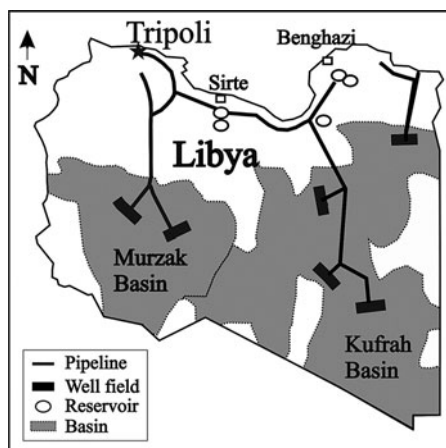 Tripoli
Benghazi
N
Sirte
Libya
Murzak
Basin
Kufrah
Basin
Pipeline
Well field
Reservoir
Basin